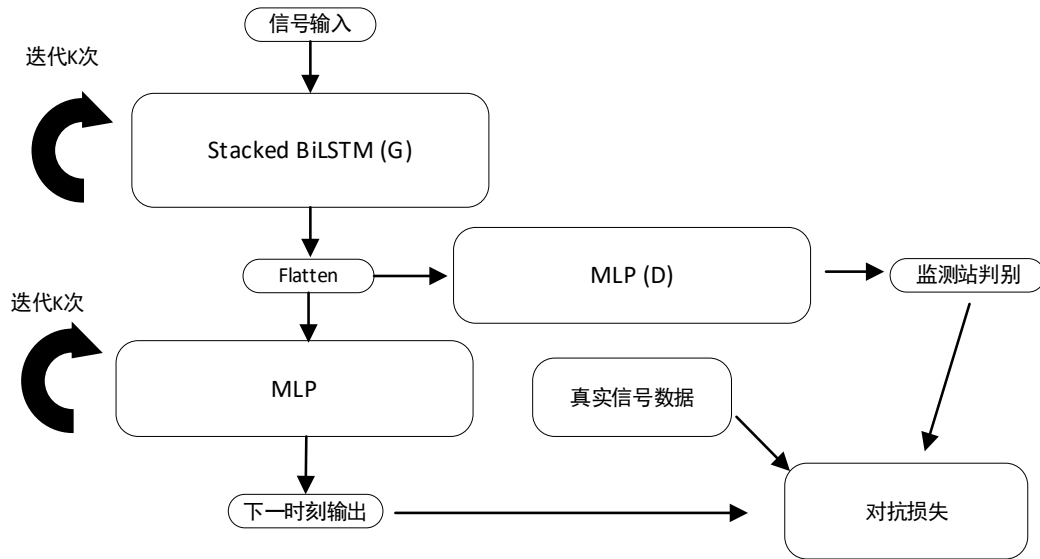 信号输入
迭代K次
Stacked BiLSTM (G)
Flatten
MLP (D)
监测站判别
迭代K次
MLP
真实信号数据
下一时刻输出
对抗损失